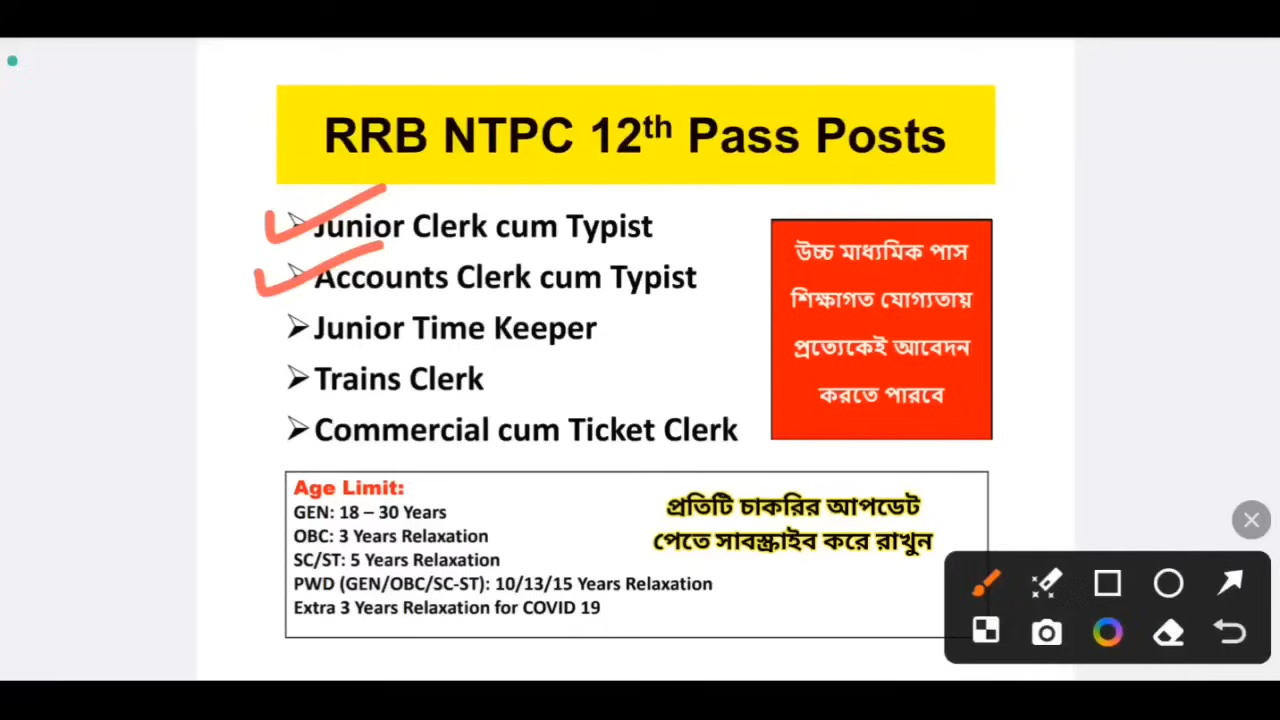 RRB NTPC 12th Pass Posts
Junior Clerk cum Typist
Accounts Clerk cum Typist
Junior Time Keeper
Trains Clerk
Commercial cum Ticket Clerk
উচ্চ মাধ্যমিক পাস
শিক্ষাগত যোগ্যতায়
প্রত্যেকেই আবেদন
করতে পারবে
Age Limit:
GEN: 18 – 30 Years
OBC: 3 Years Relaxation
SC/ST: 5 Years Relaxation
PWD (GEN/OBC/SC-ST): 10/13/15 Years Relaxation
Extra 3 Years Relaxation for COVID 19
প্রতিটি চাকরির আপডেট
পেতে সাবস্ক্রাইব করে রাখুন